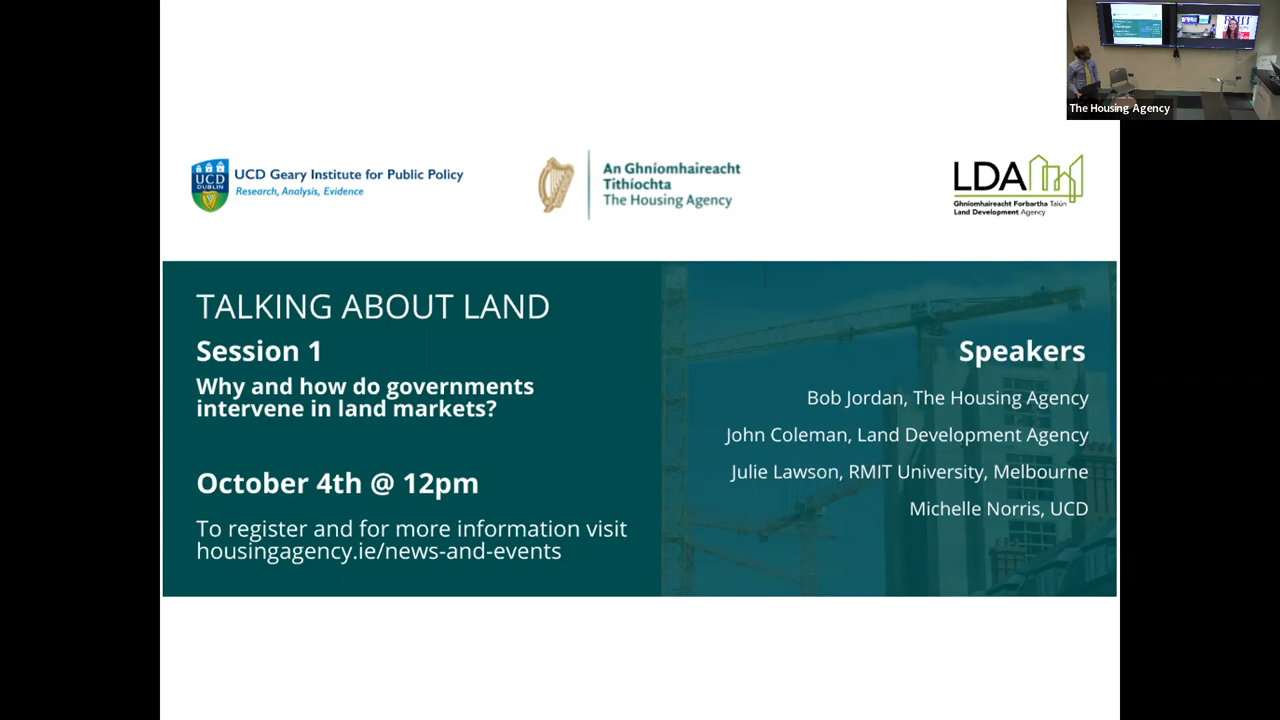 The Housing Agency
UCD
DUBLIN
UCD Geary Institute for Public Policy
Research, Analysis, Evidence
An Ghníomhaireacht
Tithíochta
The Housing Agency
LDA
Ghníomhaireacht Forbartha Talún
Land Development Agency
TALKING ABOUT LAND
Session 1
Why and how do governments
intervene in land markets?
October 4th @ 12pm
To register and for more information visit
housingagency.ie/news-and-events
Speakers
Bob Jordan, The Housing Agency
John Coleman, Land Development Agency
Julie Lawson, RMIT University, Melbourne
Michelle Norris, UCD